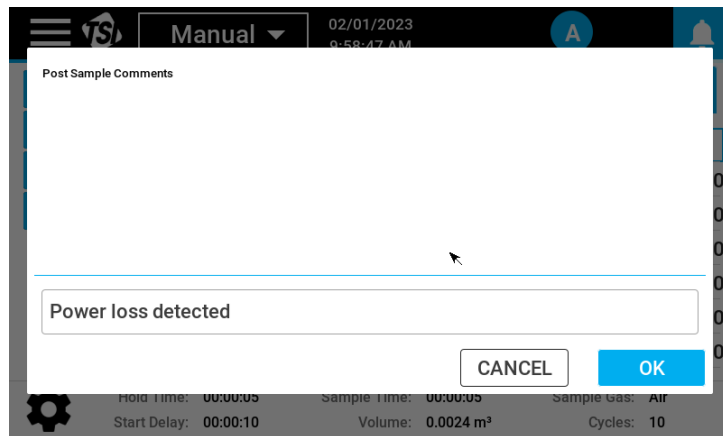 TSI Manual 02/01/2023
9:58:47 AM
A
Post Sample Comments
Power loss detected
CANCEL OK
Hold Time: 00:00:05 Sample Time: 00:00:05 Sample Gas: Air
Start Delay: 00:00:10 Volume: 0.0024 m³ Cycles: 10